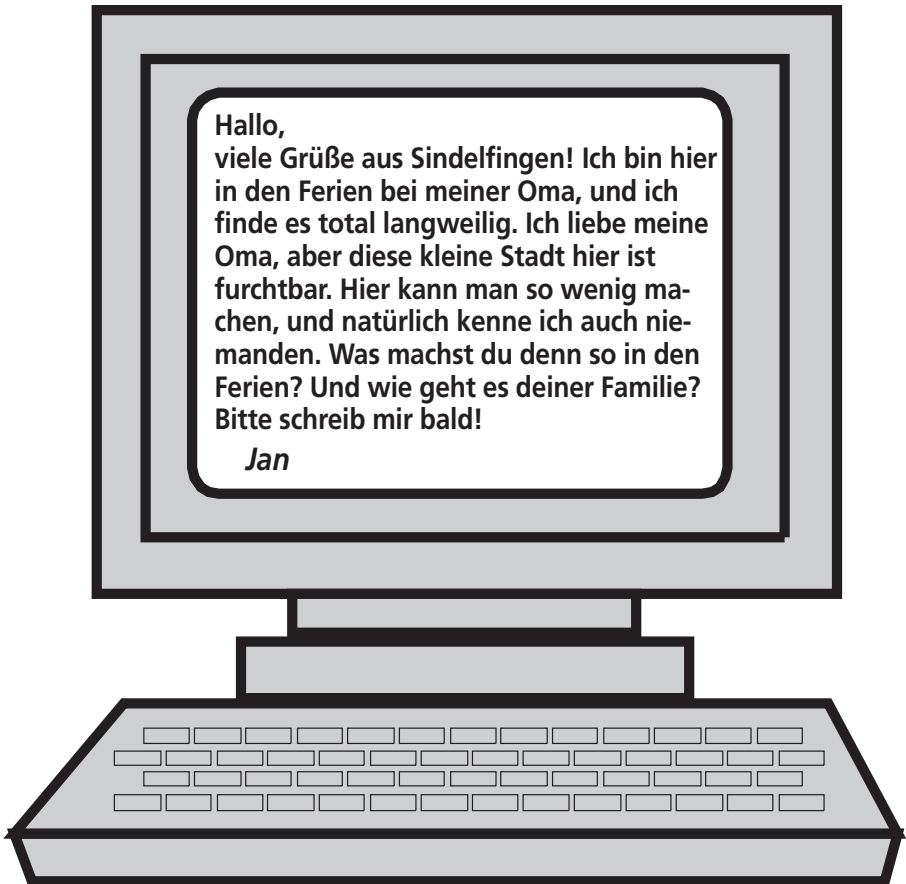 Hallo,
viele Grüße aus Sindelfingen! Ich bin hier
in den Ferien bei meiner Oma, und ich
finde es total langweilig. Ich liebe meine
Oma, aber diese kleine Stadt hier ist
furchtbar. Hier kann man so wenig ma-
chen, und natürlich kenne ich auch nie-
manden. Was machst du denn so in den
Ferien? Und wie geht es deiner Familie?
Bitte schreib mir bald!
Jan